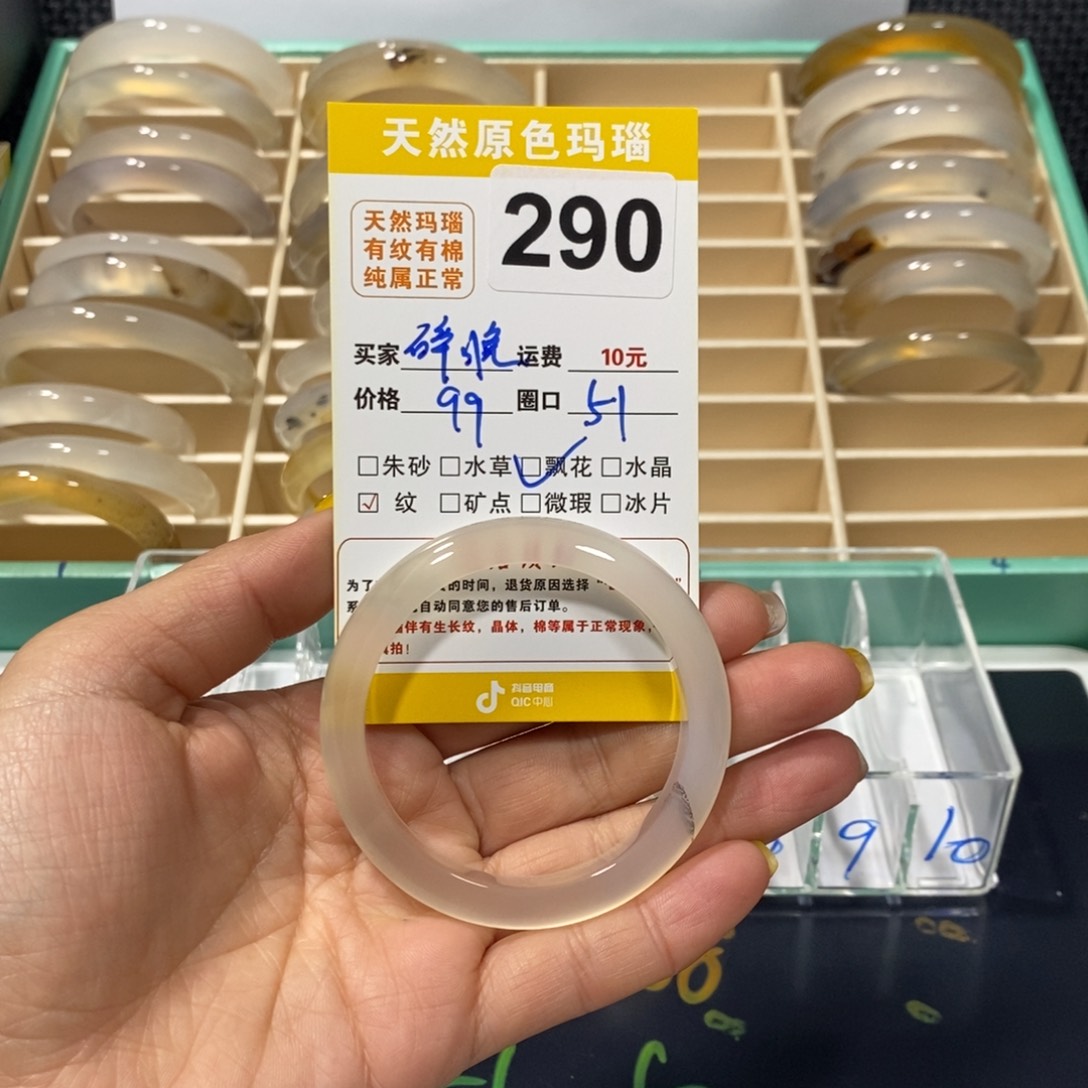 天然原色玛瑙
290
天然玛瑙
有纹有棉
纯属正常
买家 碎 运费 10元
价格 99 圈口 51
□朱砂 □水草 ☑飘花 □水晶
☑ 纹 □矿点 □微瑕 □冰片
为了 的时间，退货原因选择“
系 自动同意您的售后订单。
伴有生长纹，晶体，棉等属于正常现象，
拍！
抖音电商
QIC中心
9 10